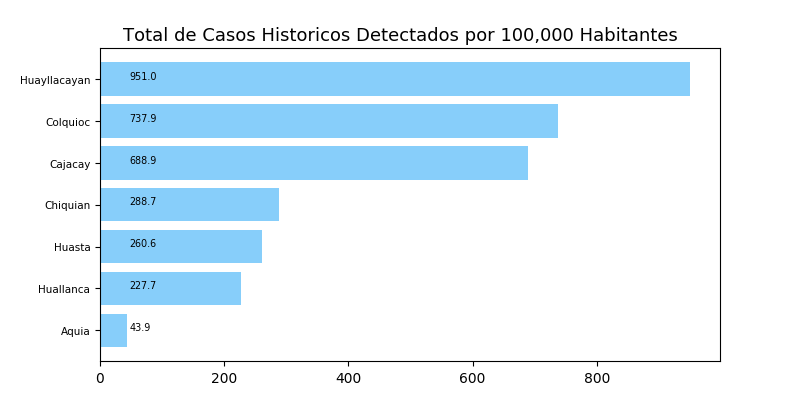 Total de Casos Historicos Detectados por 100,000 Habitantes
Huayllacayan 951.0
Colquioc 737.9
Cajacay 688.9
Chiquian 288.7
Huasta 260.6
Huallanca 227.7
Aquia 43.9
0 200 400 600 800